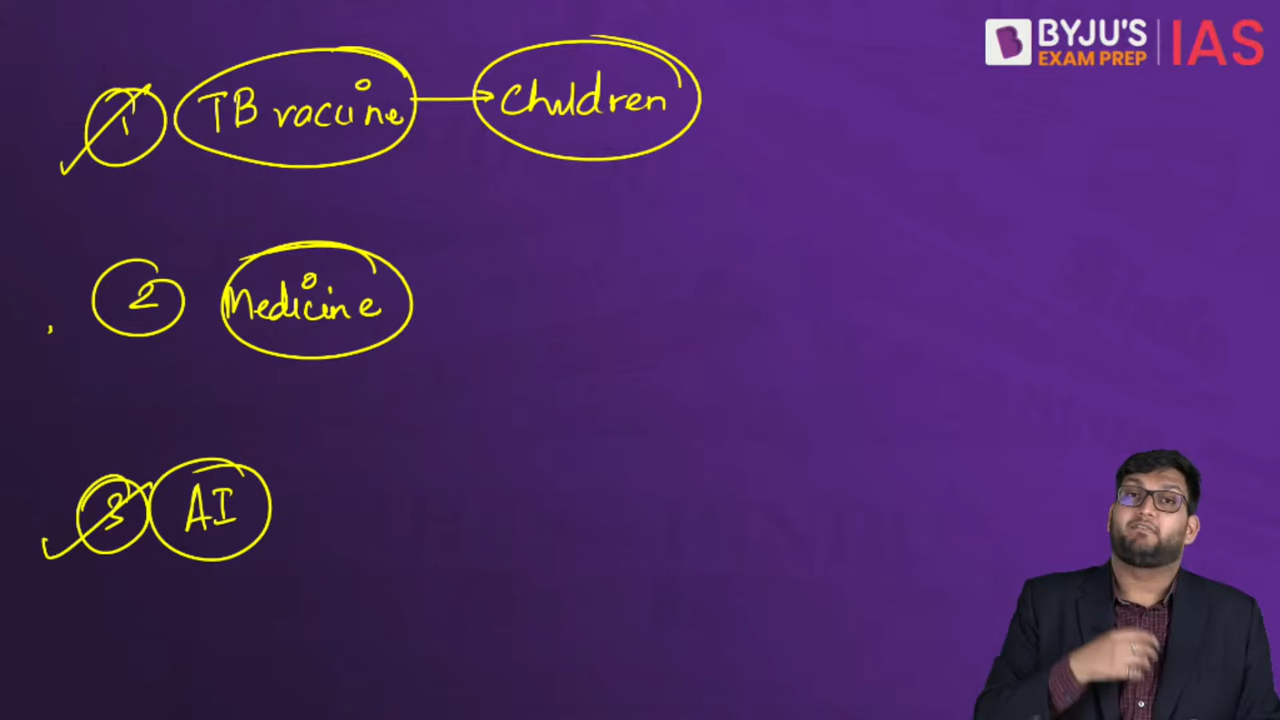 BYJU'S
EXAM PREP
IAS
1 TB vaccine → Children
2 Medicine
3 AI